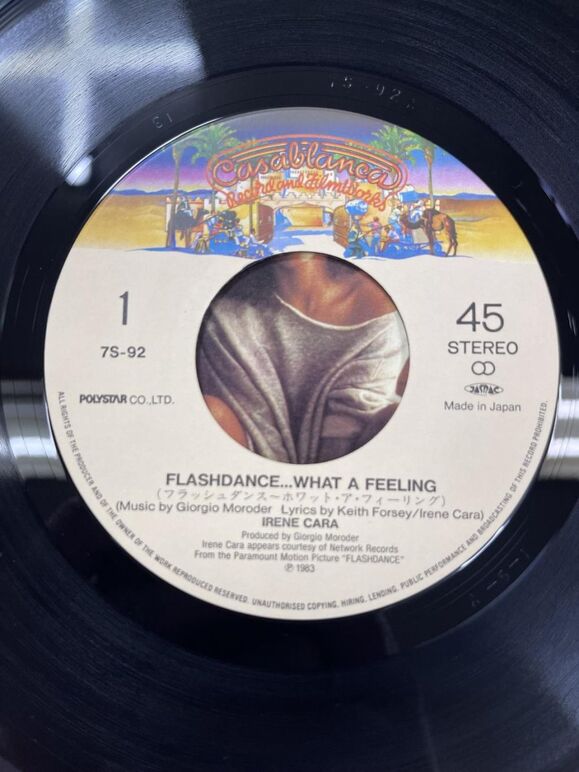 7S-92
Casablanca
Record and FilmWorks
1
7S-92
45
STEREO
POLYSTAR CO.,LTD.
JASRAC
Made in Japan
FLASHDANCE...WHAT A FEELING
(フラッシュダンス〜ホワット・ア・フィーリング)
(Music by Giorgio Moroder Lyrics by Keith Forsey/Irene Cara)
IRENE CARA
Produced by Giorgio Moroder
Irene Cara appears courtesy of Network Records
From the Paramount Motion Picture "FLASHDANCE"
℗ 1983
ALL RIGHTS OF THE PRODUCER AND OF THE OWNER OF THE WORK REPRODUCED RESERVED. UNAUTHORISED COPYING, HIRING, LENDING, PUBLIC PERFORMANCE AND BROADCASTING OF THIS RECORD PROHIBITED.